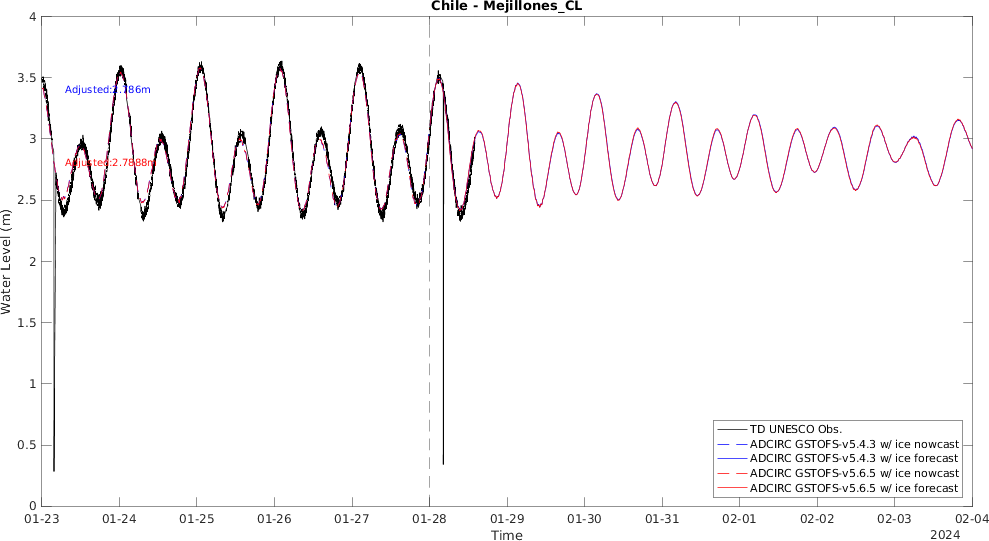 Chile - Mejillones_CL
4
3.5
3
2.5
2
1.5
1
0.5
0
Water Level (m)
Adjusted:2.786m
Adjusted:2.7888m
TD UNESCO Obs.
ADCIRC GSTOFS-v5.4.3 w/ ice nowcast
ADCIRC GSTOFS-v5.4.3 w/ ice forecast
ADCIRC GSTOFS-v5.6.5 w/ ice nowcast
ADCIRC GSTOFS-v5.6.5 w/ ice forecast
01-23 01-24 01-25 01-26 01-27 01-28 01-29 01-30 01-31 02-01 02-02 02-03 02-04
Time
2024